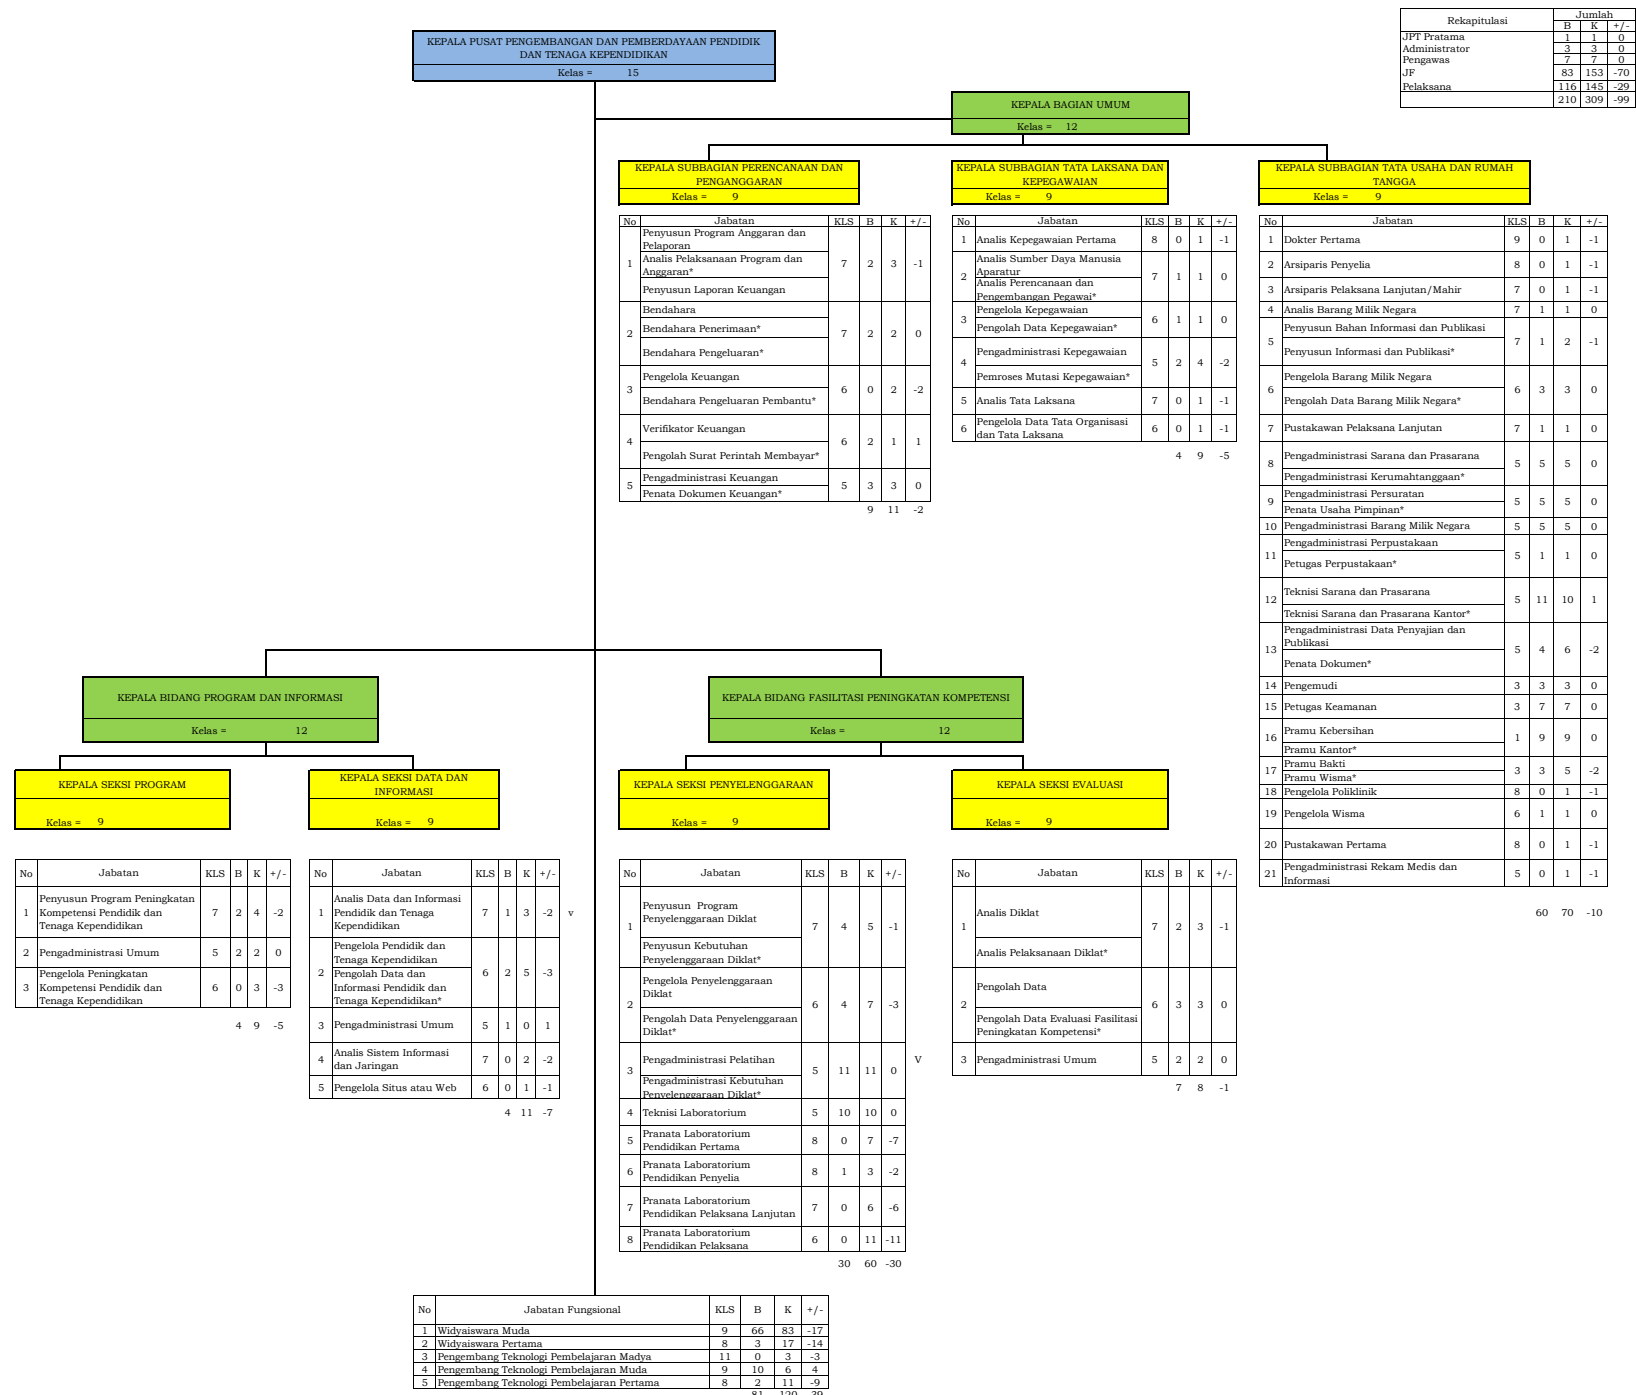 Rekapitulasi Jumlah
B K +/-
JPT Pratama 1 1 0
Administrator 3 3 0
Pengawas 7 7 0
JF 83 153 -70
Pelaksana 116 145 -29
210 309 -99
KEPALA PUSAT PENGEMBANGAN DAN PEMBERDAYAAN PENDIDIK
DAN TENAGA KEPENDIDIKAN
Kelas = 15
KEPALA BAGIAN UMUM
Kelas = 12
KEPALA SUBBAGIAN PERENCANAAN DAN
PENGANGGARAN
Kelas = 9
No Jabatan KLS B K +/-
Penyusun Program Anggaran dan
Pelaporan
Analis Pelaksanaan Program dan
1 7 2 3 -1
Anggaran*
Penyusun Laporan Keuangan
Bendahara
2 Bendahara Penerimaan* 7 2 2 0
Bendahara Pengeluaran*
Pengelola Keuangan
3 6 0 2 -2
Bendahara Pengeluaran Pembantu*
Verifikator Keuangan
4 6 2 1 1
Pengolah Surat Perintah Membayar*
Pengadministrasi Keuangan
5 5 3 3 0
Penata Dokumen Keuangan*
9 11 -2
KEPALA SUBBAGIAN TATA LAKSANA DAN
KEPEGAWAIAN
Kelas = 9
No Jabatan KLS B K +/-
1 Analis Kepegawaian Pertama 8 0 1 -1
Analis Sumber Daya Manusia
Aparatur
2 7 1 1 0
Analis Perencanaan dan
Pengembangan Pegawai*
Pengelola Kepegawaian
3 6 1 1 0
Pengolah Data Kepegawaian*
Pengadministrasi Kepegawaian
4 5 2 4 -2
Pemroses Mutasi Kepegawaian*
5 Analis Tata Laksana 7 0 1 -1
Pengelola Data Tata Organisasi
6 6 0 1 -1
dan Tata Laksana
4 9 -5
KEPALA SUBBAGIAN TATA USAHA DAN RUMAH
TANGGA
Kelas = 9
No Jabatan KLS B K +/-
1 Dokter Pertama 9 0 1 -1
2 Arsiparis Penyelia 8 0 1 -1
3 Arsiparis Pelaksana Lanjutan/Mahir 7 0 1 -1
4 Analis Barang Milik Negara 7 1 1 0
Penyusun Bahan Informasi dan Publikasi
5 7 1 2 -1
Penyusun Informasi dan Publikasi*
Pengelola Barang Milik Negara
6 6 3 3 0
Pengolah Data Barang Milik Negara*
7 Pustakawan Pelaksana Lanjutan 7 1 1 0
Pengadministrasi Sarana dan Prasarana
8 5 5 5 0
Pengadministrasi Kerumahtanggaan*
Pengadministrasi Persuratan
9 5 5 5 0
Penata Usaha Pimpinan*
10 Pengadministrasi Barang Milik Negara 5 5 5 0
Pengadministrasi Perpustakaan
11 5 1 1 0
Petugas Perpustakaan*
Teknisi Sarana dan Prasarana
12 5 11 10 1
Teknisi Sarana dan Prasarana Kantor*
Pengadministrasi Data Penyajian dan
Publikasi
13 5 4 6 -2
Penata Dokumen*
14 Pengemudi 3 3 3 0
15 Petugas Keamanan 3 7 7 0
Pramu Kebersihan
16 1 9 9 0
Pramu Kantor*
Pramu Bakti
17 3 3 5 -2
Pramu Wisma*
18 Pengelola Poliklinik 8 0 1 -1
19 Pengelola Wisma 6 1 1 0
20 Pustakawan Pertama 8 0 1 -1
Pengadministrasi Rekam Medis dan
21 5 0 1 -1
Informasi
60 70 -10
KEPALA BIDANG PROGRAM DAN INFORMASI
Kelas = 12
KEPALA BIDANG FASILITASI PENINGKATAN KOMPETENSI
Kelas = 12
KEPALA SEKSI PROGRAM
Kelas = 9
No Jabatan KLS B K +/-
Penyusun Program Peningkatan
1 Kompetensi Pendidik dan 7 2 4 -2
Tenaga Kependidikan
2 Pengadministrasi Umum 5 2 2 0
Pengelola Peningkatan
3 Kompetensi Pendidik dan 6 0 3 -3
Tenaga Kependidikan
4 9 -5
KEPALA SEKSI DATA DAN
INFORMASI
Kelas = 9
No Jabatan KLS B K +/-
Analis Data dan Informasi
1 Pendidik dan Tenaga 7 1 3 -2 v
Kependidikan
Pengelola Pendidik dan
Tenaga Kependidikan
2 Pengolah Data dan 6 2 5 -3
Informasi Pendidik dan
Tenaga Kependidikan*
3 Pengadministrasi Umum 5 1 0 1
Analis Sistem Informasi
4 7 0 2 -2
dan Jaringan
5 Pengelola Situs atau Web 6 0 1 -1
4 11 -7
KEPALA SEKSI PENYELENGGARAAN
Kelas = 9
No Jabatan KLS B K +/-
Penyusun Program
Penyelenggaraan Diklat
1 7 4 5 -1
Penyusun Kebutuhan
Penyelenggaraan Diklat*
Pengelola Penyelenggaraan
Diklat
2 6 4 7 -3
Pengolah Data Penyelenggaraan
Diklat*
Pengadministrasi Pelatihan V
3 5 11 11 0
Pengadministrasi Kebutuhan
Penyelenggaraan Diklat*
4 Teknisi Laboratorium 5 10 10 0
Pranata Laboratorium
5 8 0 7 -7
Pendidikan Pertama
Pranata Laboratorium
6 8 1 3 -2
Pendidikan Penyelia
Pranata Laboratorium
7 7 0 6 -6
Pendidikan Pelaksana Lanjutan
Pranata Laboratorium
8 6 0 11 -11
Pendidikan Pelaksana
30 60 -30
KEPALA SEKSI EVALUASI
Kelas = 9
No Jabatan KLS B K +/-
Analis Diklat
1 7 2 3 -1
Analis Pelaksanaan Diklat*
Pengolah Data
2 6 3 3 0
Pengolah Data Evaluasi Fasilitasi
Peningkatan Kompetensi*
3 Pengadministrasi Umum 5 2 2 0
7 8 -1
No Jabatan Fungsional KLS B K +/-
1 Widyaiswara Muda 9 66 83 -17
2 Widyaiswara Pertama 8 3 17 -14
3 Pengembang Teknologi Pembelajaran Madya 11 0 3 -3
4 Pengembang Teknologi Pembelajaran Muda 9 10 6 4
5 Pengembang Teknologi Pembelajaran Pertama 8 2 11 -9
81 120 -39